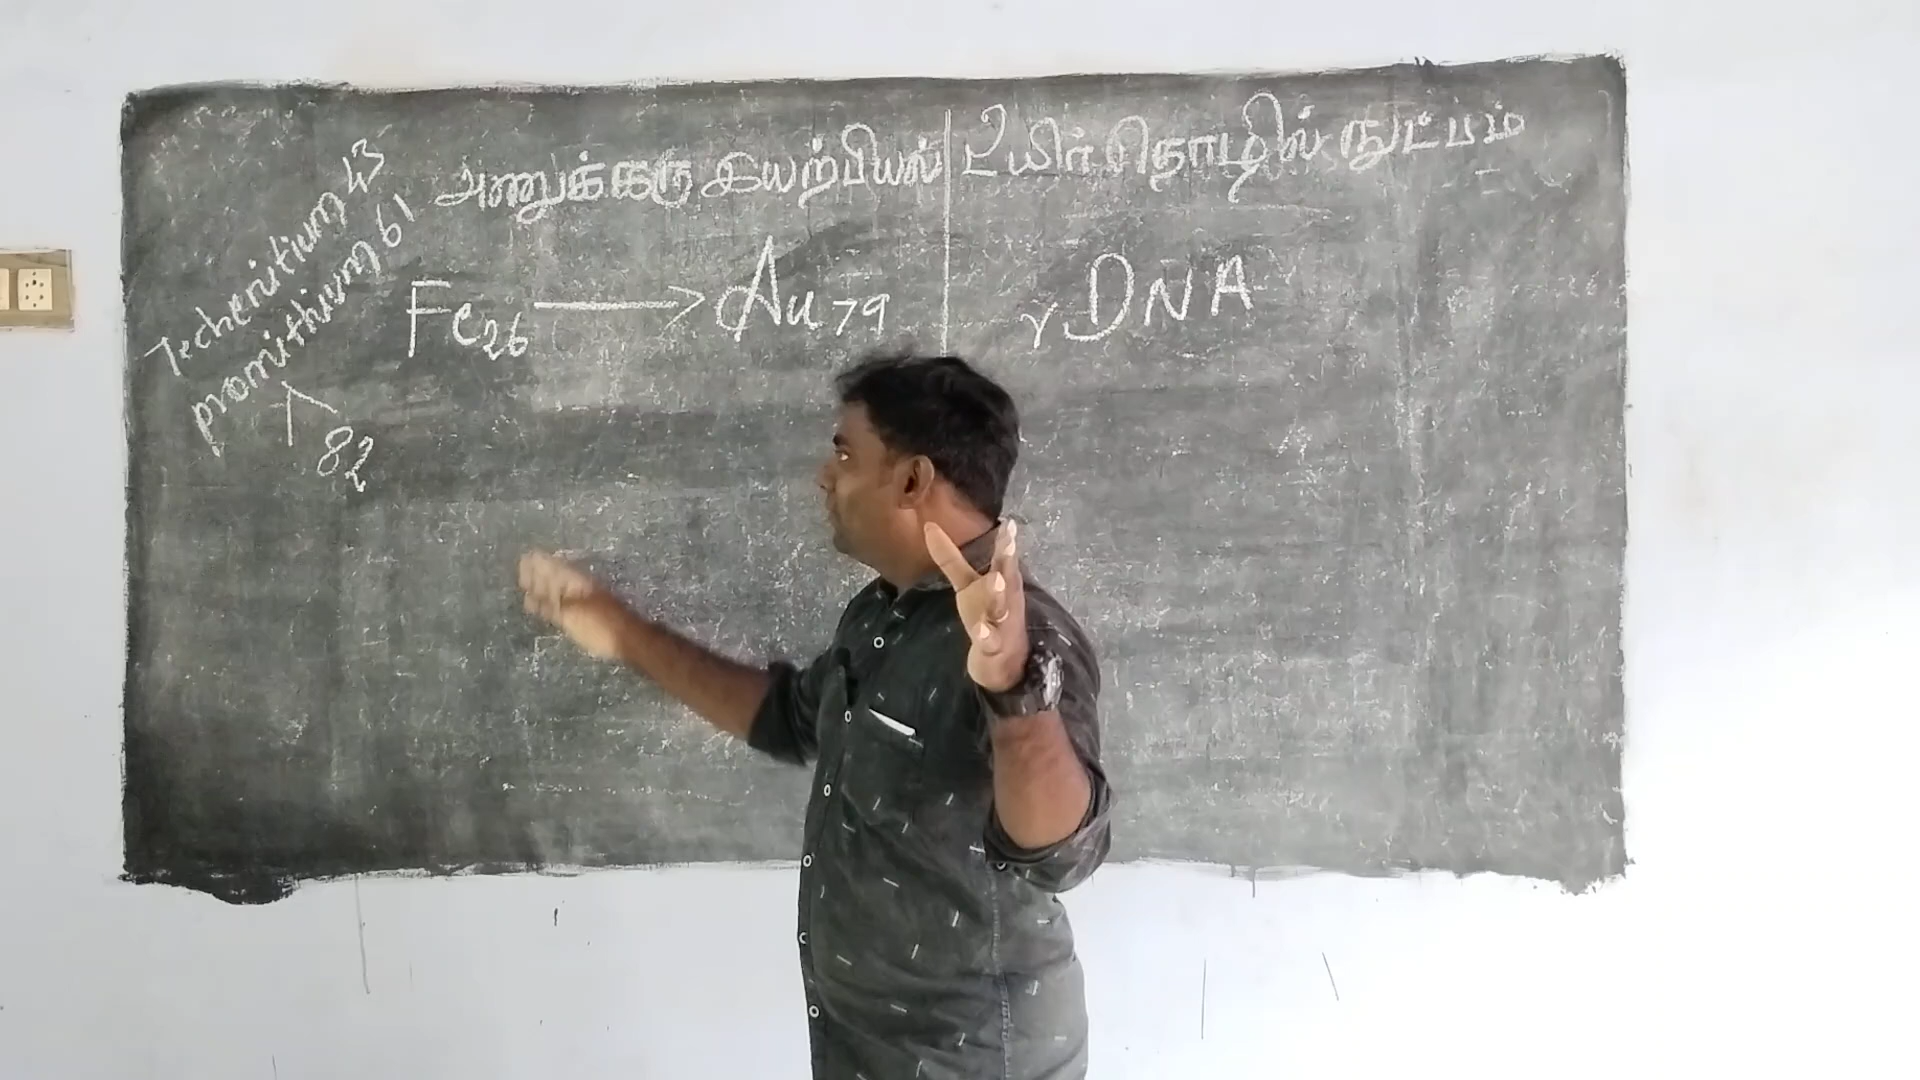 அணுக்கரு இயற்பியல் உயிர் தொழில் நுட்பம்
Techenitium 43
promithium 61
82
Fe26 → Au79
rDNA